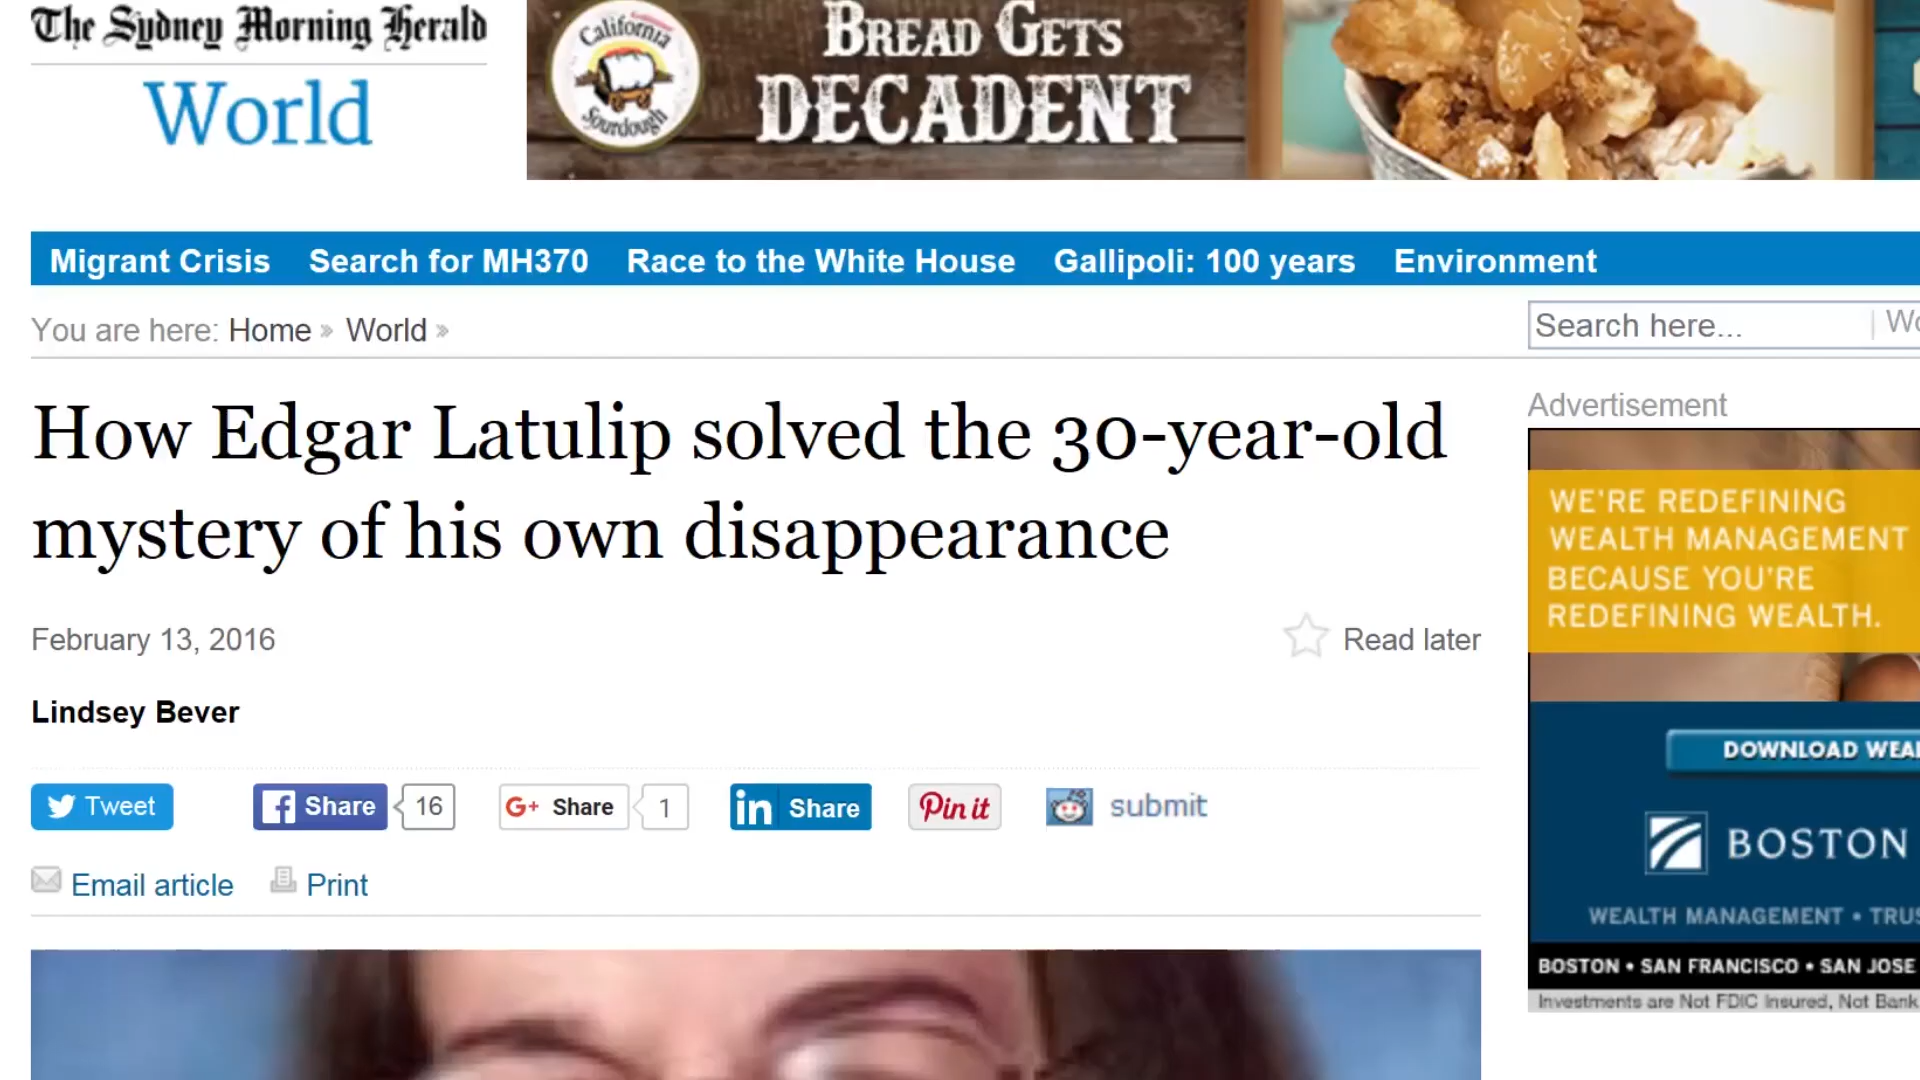 The Sydney Morning Herald
World
California
Sourdough
BREAD GETS
DECADENT
Migrant Crisis Search for MH370 Race to the White House Gallipoli: 100 years Environment
You are here: Home » World »
Search here...
How Edgar Latulip solved the 30-year-old
mystery of his own disappearance
February 13, 2016
Read later
Lindsey Bever
Tweet
Share 16
G+ Share 1
in Share
Pin it
submit
Email article Print
Advertisement
WE'RE REDEFINING
WEALTH MANAGEMENT
BECAUSE YOU'RE
REDEFINING WEALTH.
DOWNLOAD
BOSTON
WEALTH MANAGEMENT •
BOSTON • SAN FRANCISCO • SAN JOSE
Investments are Not FDIC Insured, Not Bank